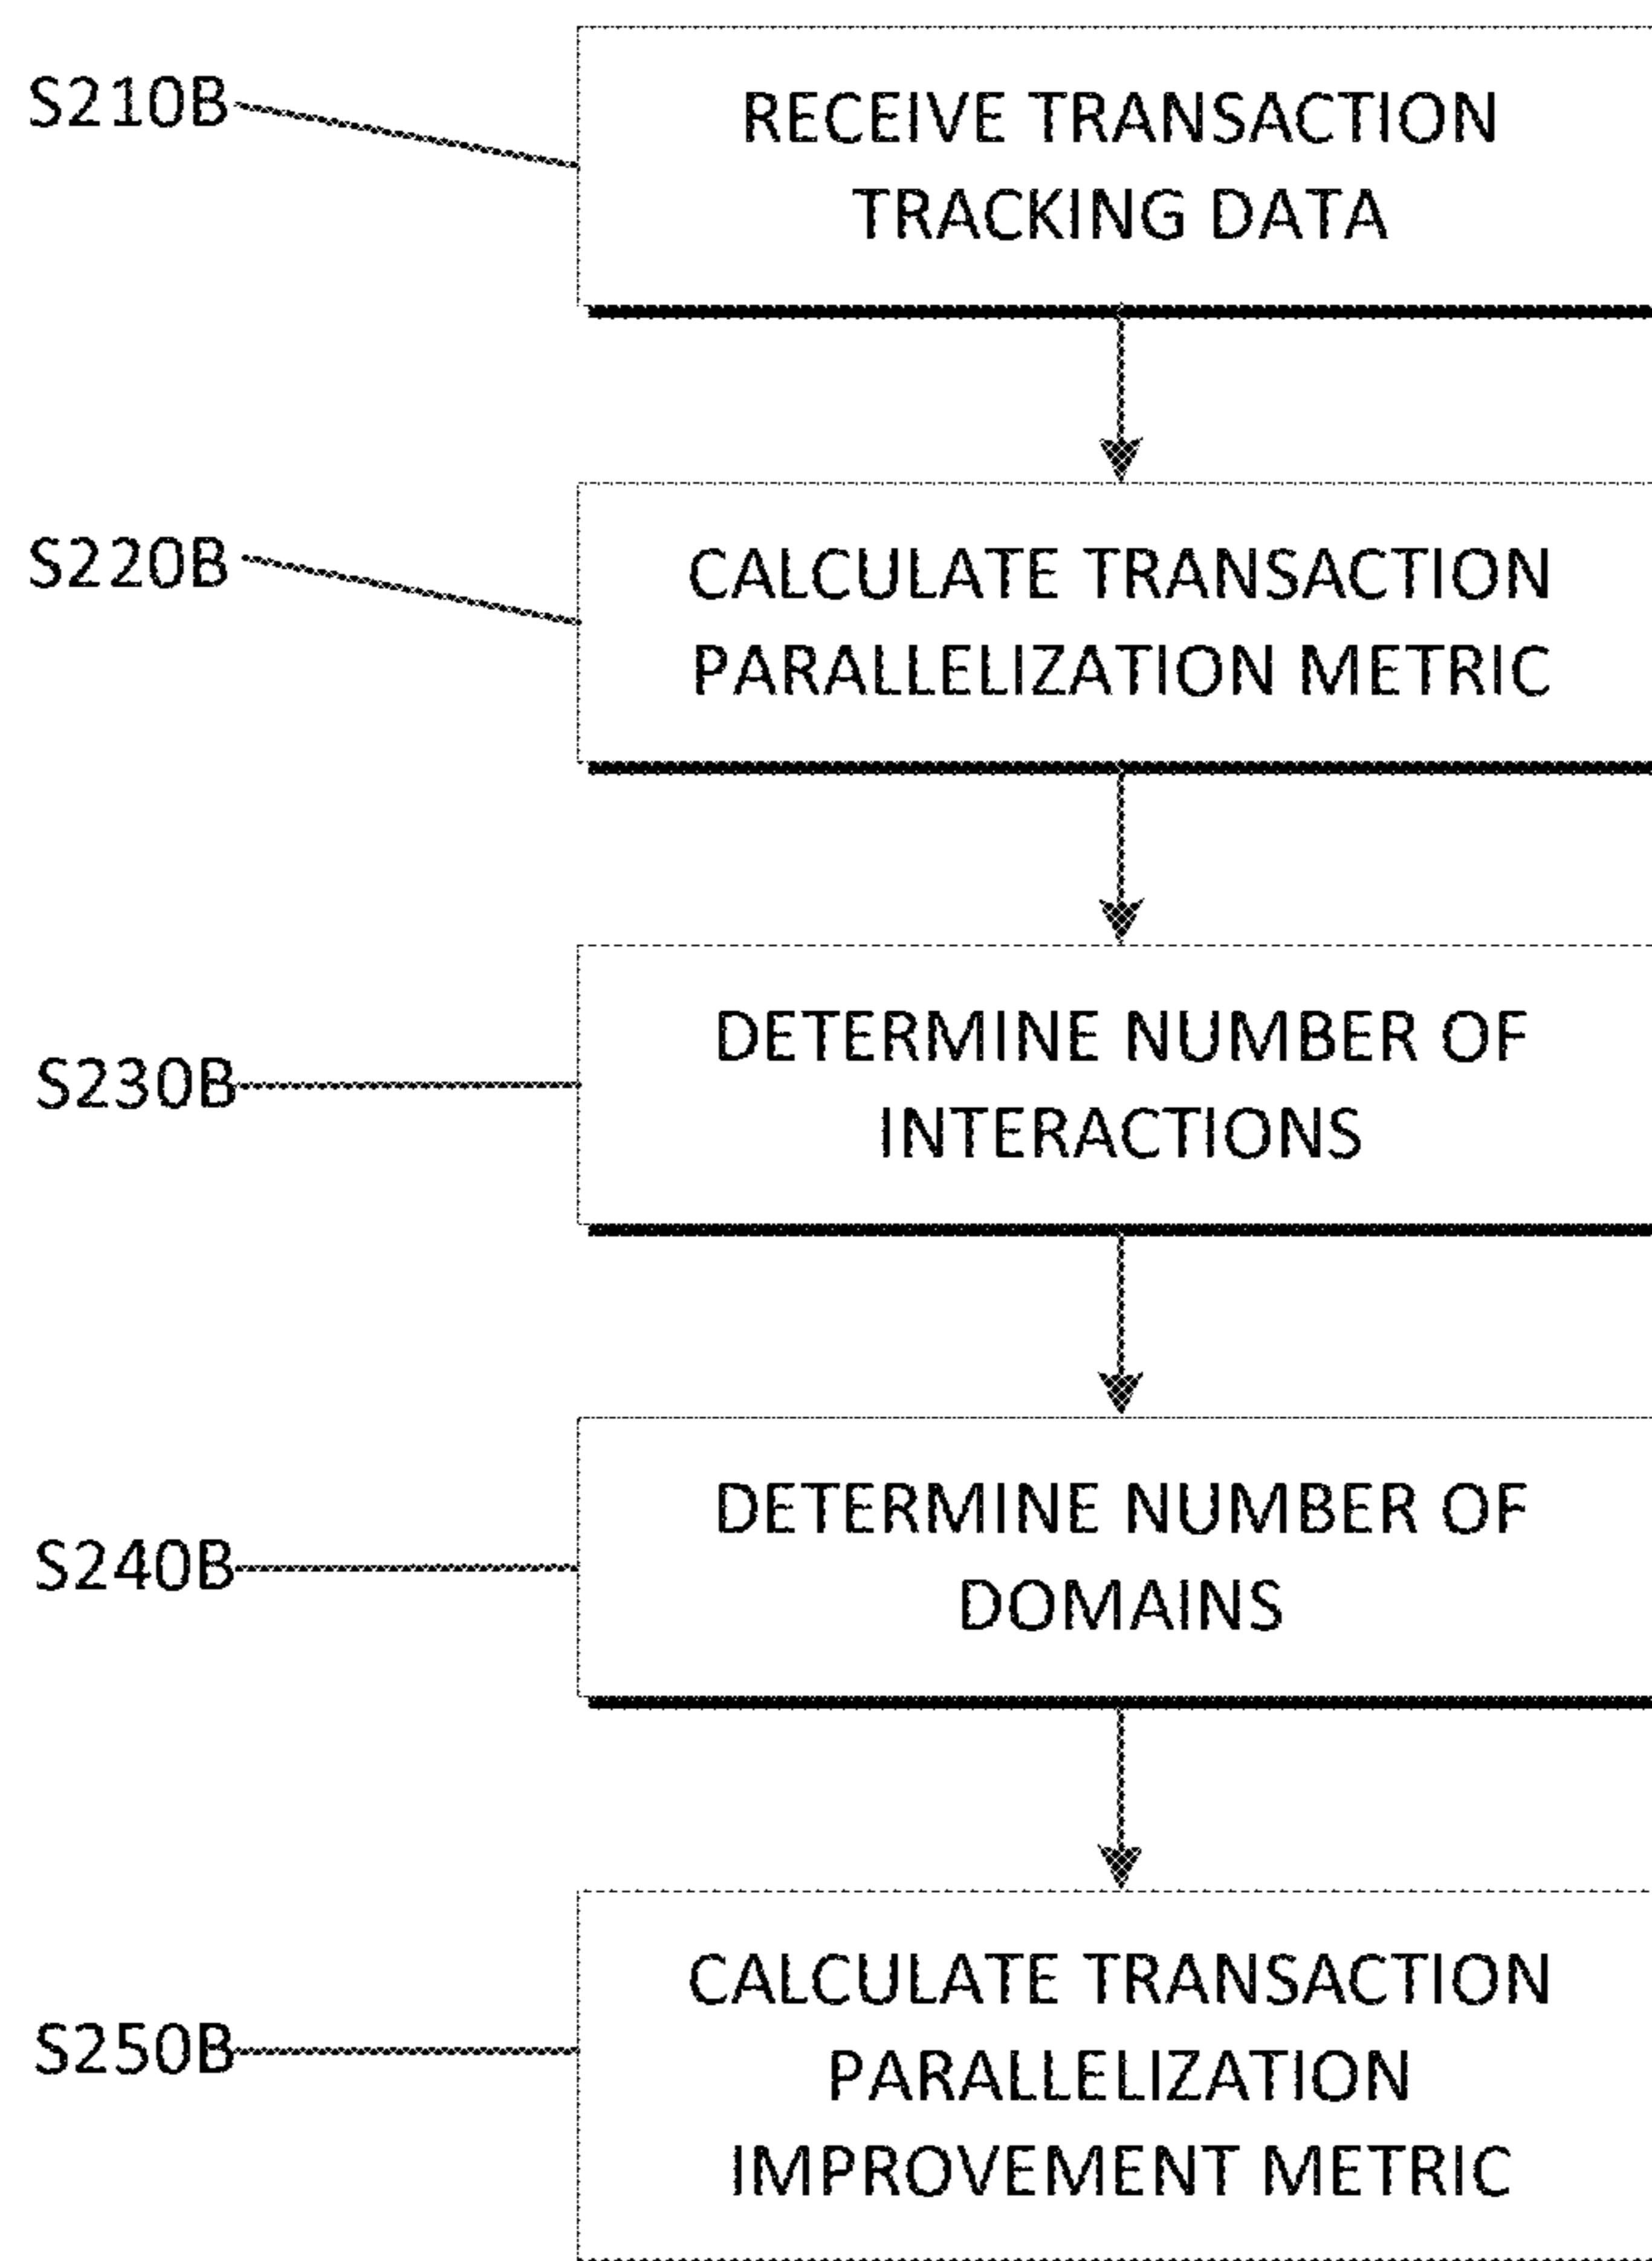 S210B
RECEIVE TRANSACTION
TRACKING DATA
S220B
CALCULATE TRANSACTION
PARALLELIZATION METRIC
S230B
DETERMINE NUMBER OF
INTERACTIONS
S240B
DETERMINE NUMBER OF
DOMAINS
S250B
CALCULATE TRANSACTION
PARALLELIZATION
IMPROVEMENT METRIC